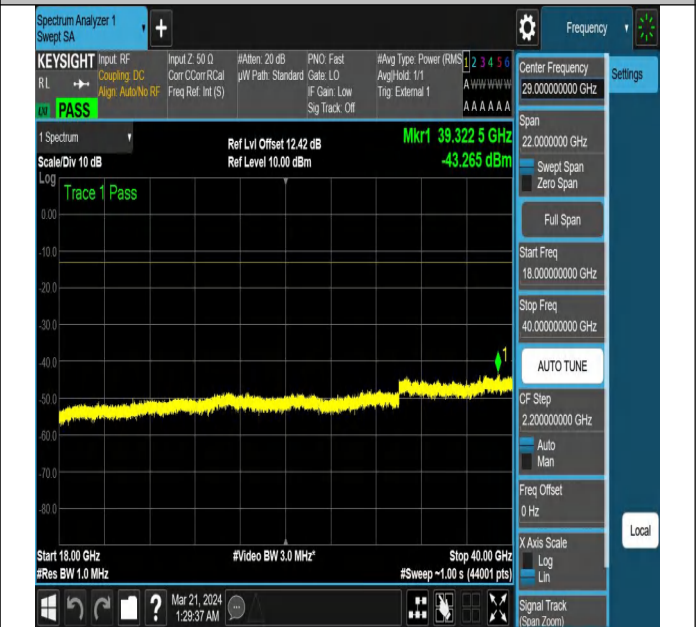 Spectrum Analyzer 1
Swept SA
Frequency
KEYSIGHT
RL
PASS
Input: RF
Coupling: DC
Align: Auto/No RF
Input Z: 50 Ω
Corr CCorr RCal
Freq Ref: Int (S)
#Atten: 20 dB
µW Path: Standard
PNO: Fast
Gate: LO
IF Gain: Low
Sig Track: Off
#Avg Type: Power (RMS
Avg|Hold: 1/1
Trig: External 1
1 2 3 4 5 6
A W W W W W
A A A A A A
Center Frequency
29.000000000 GHz
Settings
Span
22.0000000 GHz
Swept Span
Zero Span
Full Span
Start Freq
18.000000000 GHz
Stop Freq
40.000000000 GHz
AUTO TUNE
CF Step
2.200000000 GHz
Auto
Man
Freq Offset
0 Hz
X Axis Scale
Log
Lin
Local
Signal Track
(Span Zoom)
1 Spectrum
Scale/Div 10 dB
Ref Lvl Offset 12.42 dB
Ref Level 10.00 dBm
Mkr1 39.322 5 GHz
-43.265 dBm
Log
Trace 1 Pass
0.00
-10.0
-20.0
-30.0
-40.0
-50.0
-60.0
-70.0
-80.0
1
Start 18.00 GHz
#Res BW 1.0 MHz
#Video BW 3.0 MHz*
Stop 40.00 GHz
#Sweep ~1.00 s (44001 pts)
?
Mar 21, 2024
1:29:37 AM